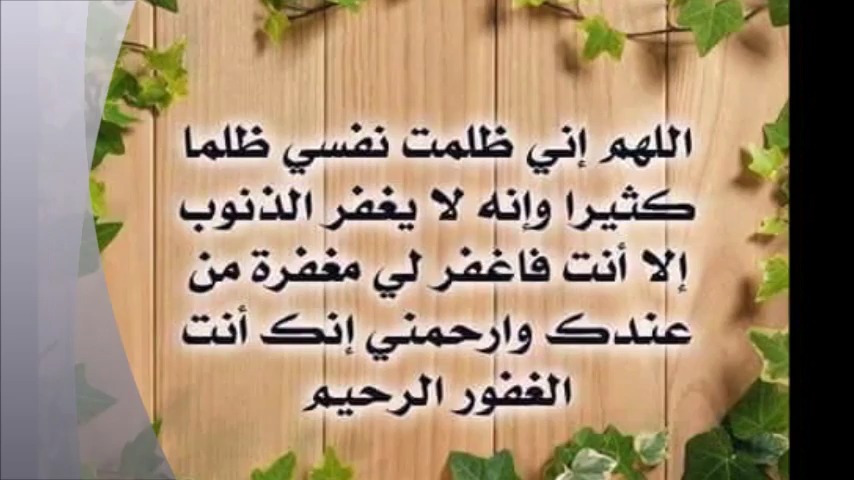 اللهم إني ظلمت نفسي ظلما
كثيرا وإنه لا يغفر الذنوب
إلا أنت فاغفر لي مغفرة من
عندك وارحمني إنك أنت
الغفور الرحيم